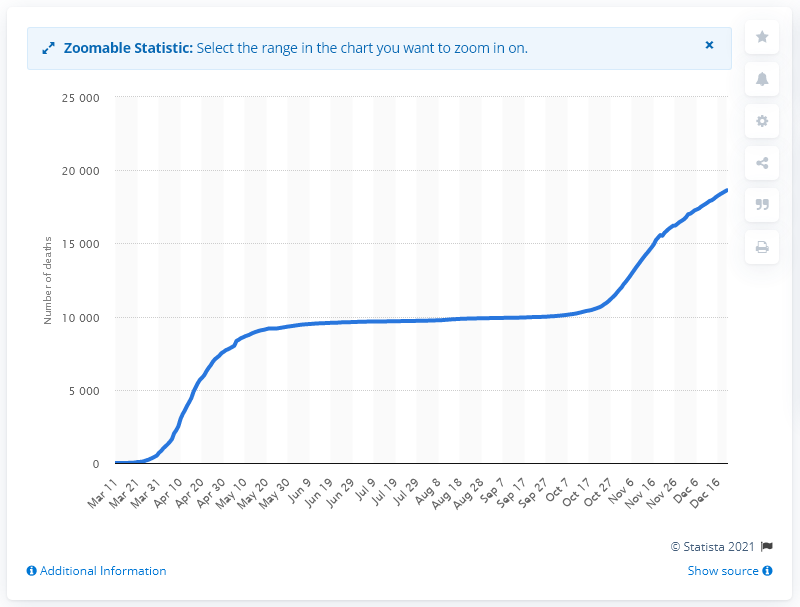 Zoomable Statistic: Select the range in the chart you want to zoom in on.
25 000
20 000
15 000
10 000
5 000
0
Number of deaths
Mar 11
Mar 21
Mar 31
Apr 10
Apr 20
Apr 30
May 10
May 20
May 30
Jun 9
Jun 19
Jun 29
Jul 9
Jul 19
Jul 29
Aug 8
Aug 18
Aug 28
Sep 7
Sep 17
Sep 27
Oct 7
Oct 17
Oct 27
Nov 6
Nov 16
Nov 26
Dec 6
Dec 16
© Statista 2021
Additional Information
Show source